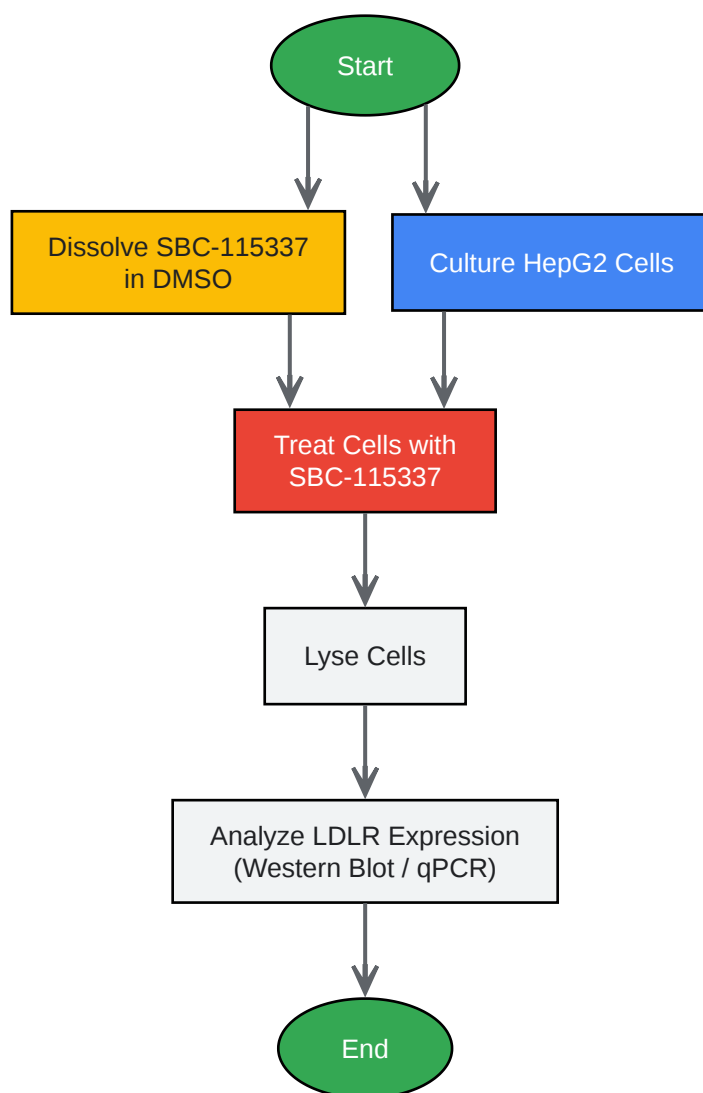 Start
Dissolve SBC-115337
in DMSO
Culture HepG2 Cells
Treat Cells with
SBC-115337
Lyse Cells
Analyze LDLR Expression
(Western Blot / qPCR)
End